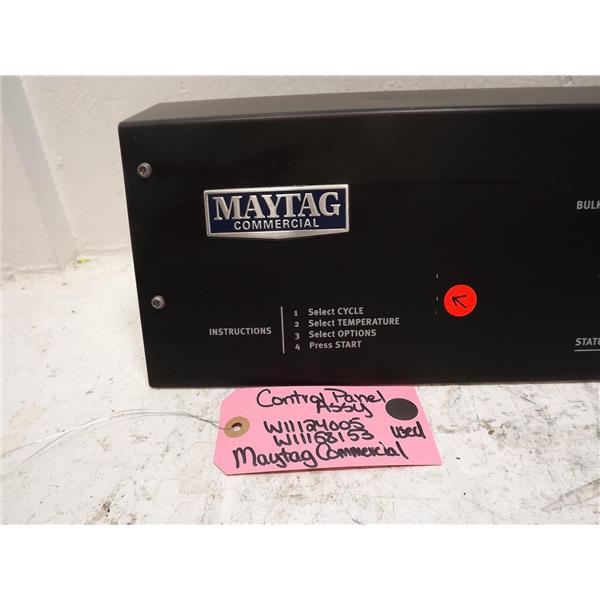 MAYTAG
COMMERCIAL
BULK
INSTRUCTIONS
1 Select CYCLE
2 Select TEMPERATURE
3 Select OPTIONS
4 Press START
STATU
Control Panel
Assy
W11124005
W11168153 used
Maytag Commercial